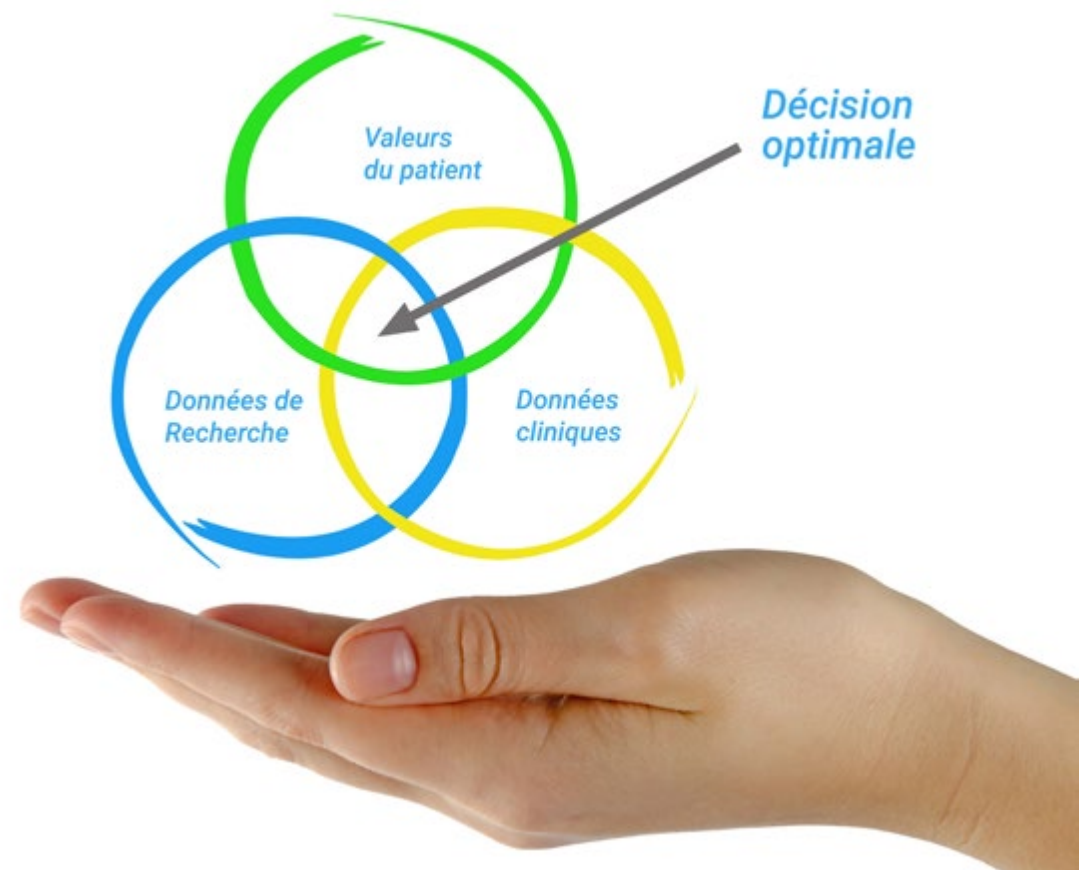 Valeurs
du patient
Décision
optimale
Données de
Recherche
Données
cliniques